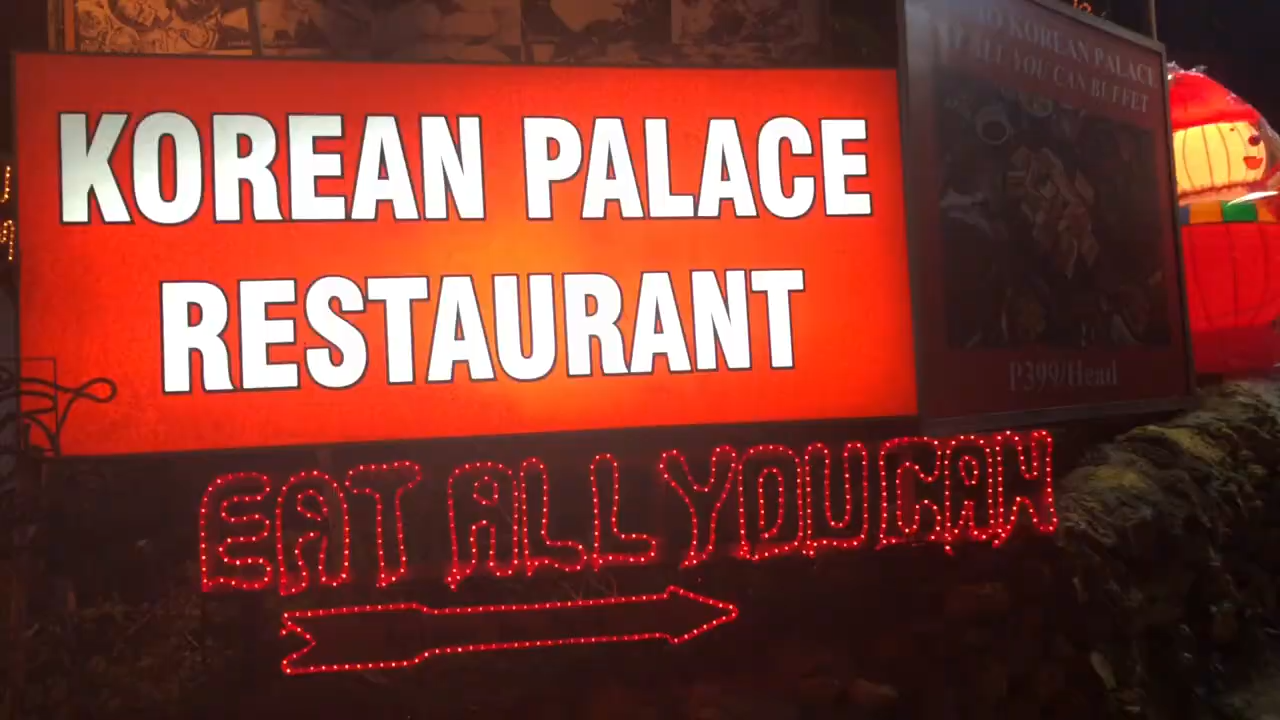 KOREAN PALACE
RESTAURANT
EAT ALL YOU CAN
KOREAN PALACE
ALL YOU CAN BUFFET
P399/Head